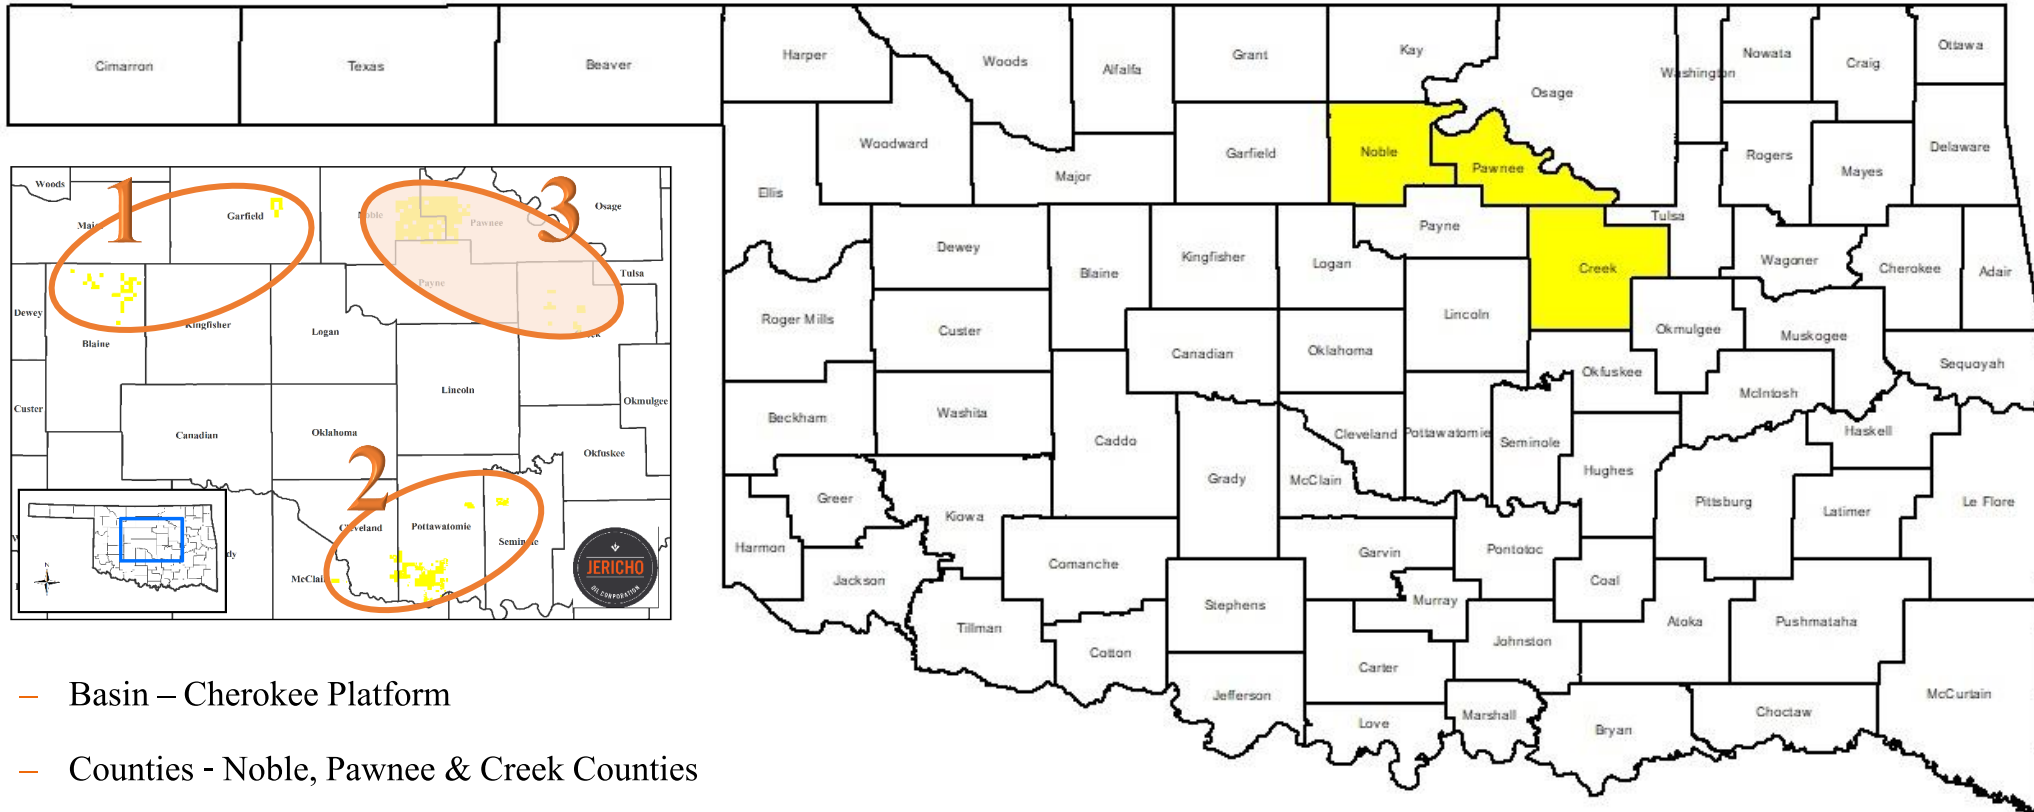 Cimarron
Texas
Beaver
Harper
Woods
Alfalfa
Grant
Kay
Osage
Washington
Nowata
Craig
Ottawa
Woodward
Major
Garfield
Noble
Pawnee
Rogers
Mayes
Delaware
Ellis
Dewey
Blaine
Kingfisher
Logan
Payne
Creek
Tulsa
Wagoner
Cherokee
Adair
Roger Mills
Custer
Canadian
Oklahoma
Lincoln
Okmulgee
Muskogee
Sequoyah
Okfuskee
McIntosh
Beckham
Washita
Caddo
Grady
Cleveland
McClain
Pottawatomie
Seminole
Hughes
Haskell
Pittsburg
Latimer
Le Flore
Greer
Kiowa
Harmon
Jackson
Comanche
Garvin
Pontotoc
Coal
Stephens
Murray
Johnston
Atoka
Pushmataha
Tillman
Cotton
Carter
Jefferson
Love
Marshall
Bryan
Choctaw
McCurtain
Woods
1
Garfield
3
Noble
Pawnee
Osage
Payne
Tulsa
Dewey
Blaine
Kingfisher
Logan
Lincoln
Custer
Canadian
Oklahoma
Okmulgee
Okfuskee
2
Cleveland
Pottawatomie
Seminole
McClain
N
JERICHO
OIL CORPORATION
– Basin – Cherokee Platform
– Counties - Noble, Pawnee & Creek Counties